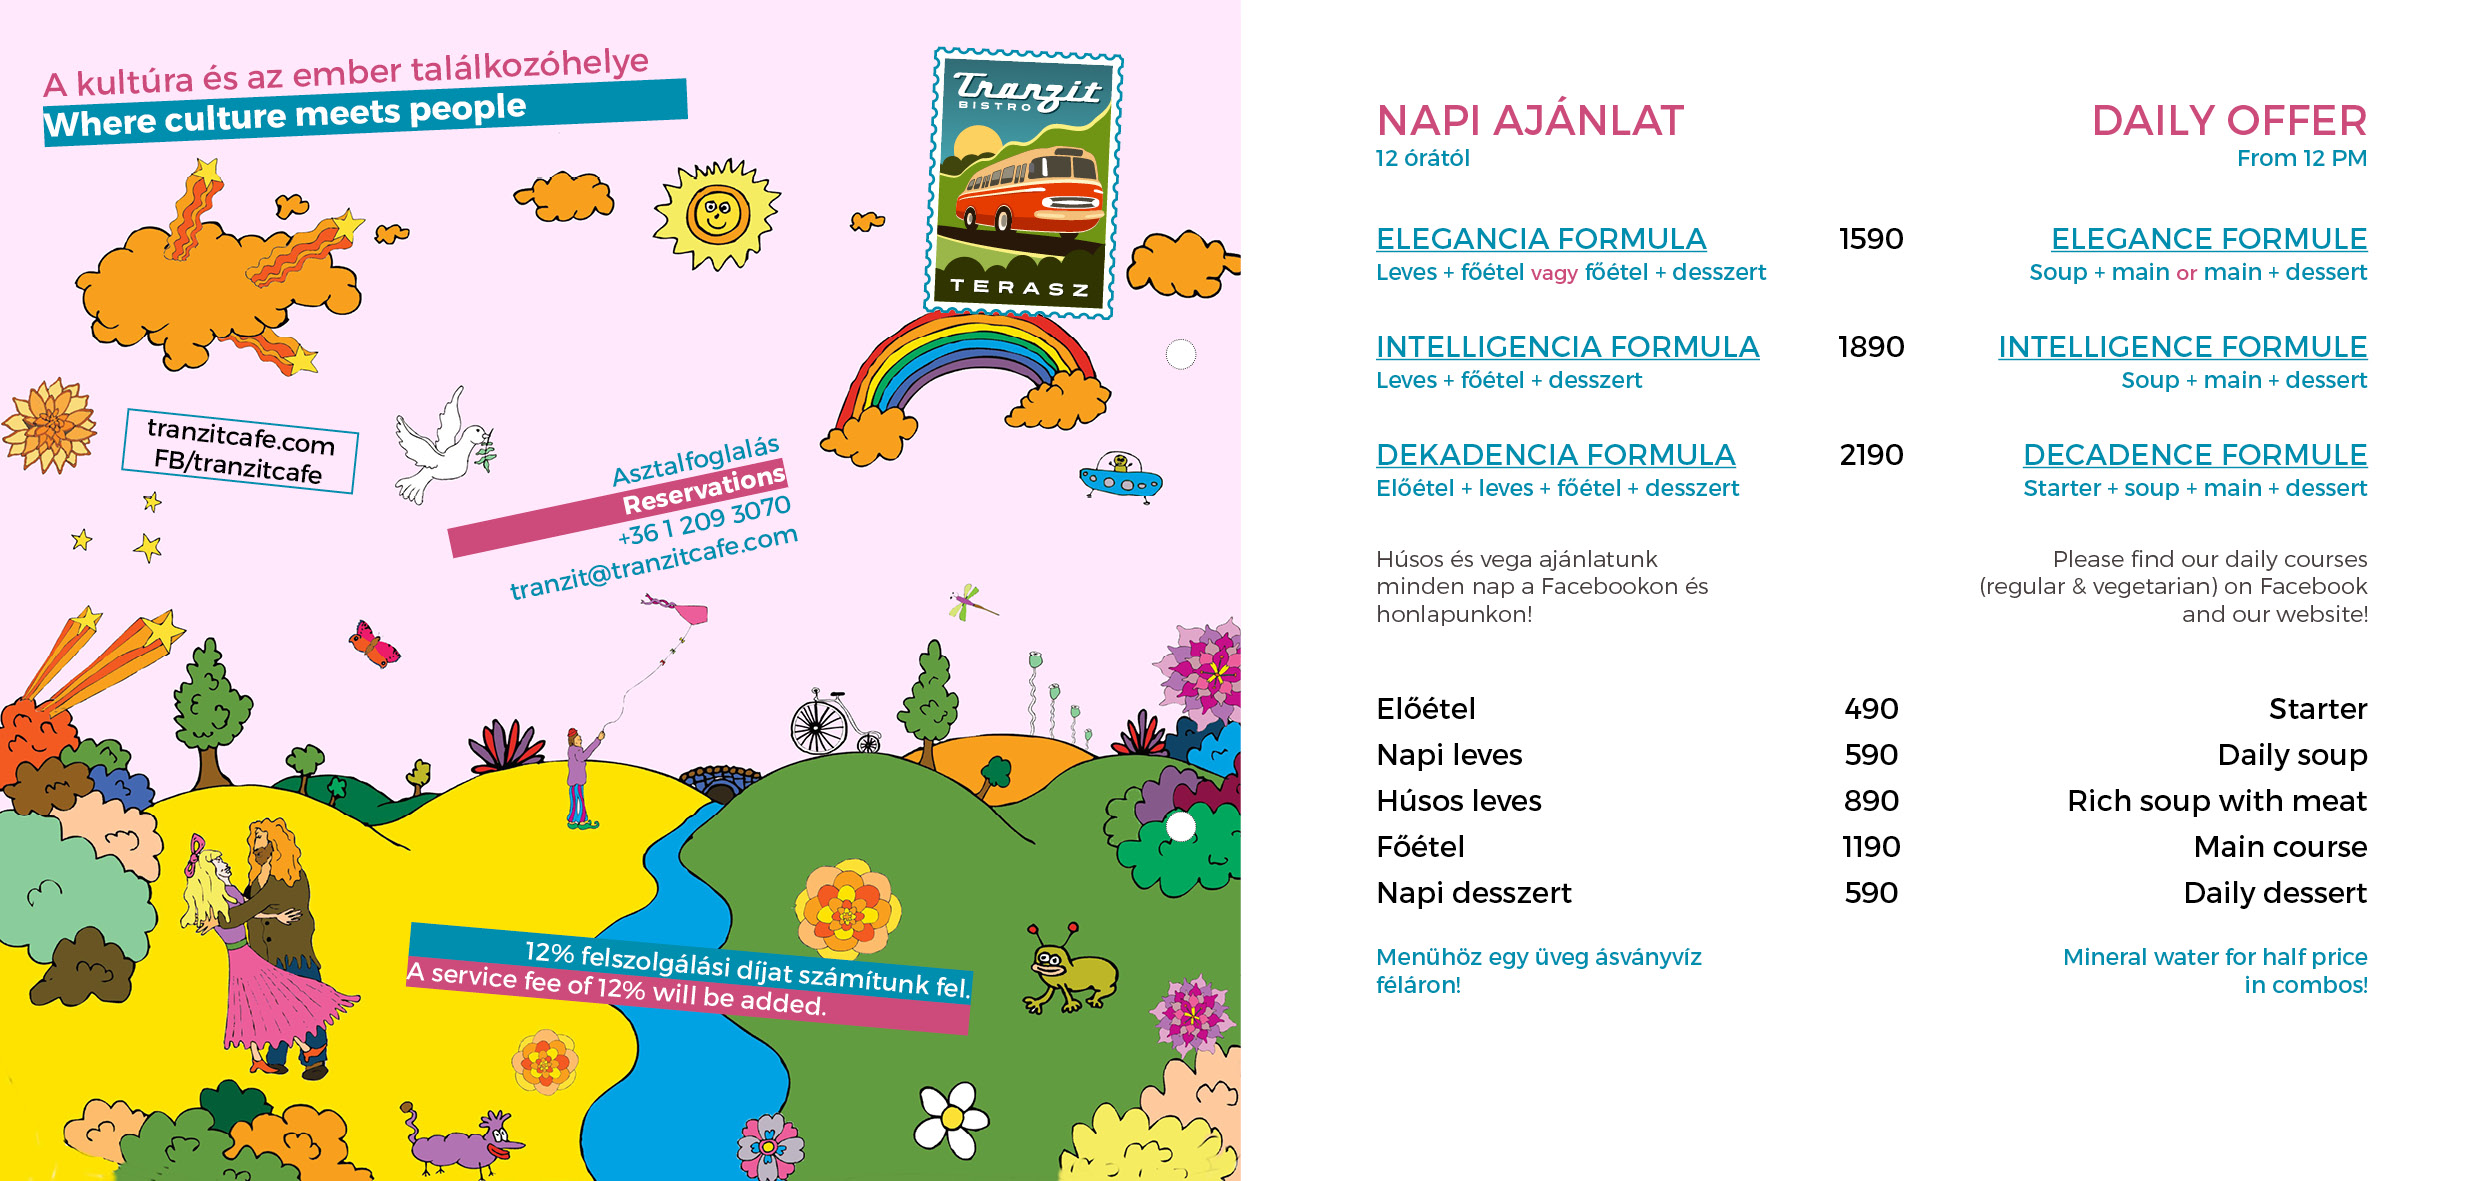 A kultúra és az ember találkozóhelye
Where culture meets people
Tranzit
BISTRO
TERASZ
tranzitcafe.com
FB/tranzitcafe
Asztalfoglalás
Reservations
+36 1 209 3070
tranzit@tranzitcafe.com
12% felszolgálási díjat számítunk fel.
A service fee of 12% will be added.
NAPI AJÁNLAT DAILY OFFER
12 órától From 12 PM
ELEGANCIA FORMULA 1590 ELEGANCE FORMULE
Leves + főétel vagy főétel + desszert Soup + main or main + dessert
INTELLIGENCIA FORMULA 1890 INTELLIGENCE FORMULE
Leves + főétel + desszert Soup + main + dessert
DEKADENCIA FORMULA 2190 DECADENCE FORMULE
Előétel + leves + főétel + desszert Starter + soup + main + dessert
Húsos és vega ajánlatunk Please find our daily courses
minden nap a Facebookon és (regular & vegetarian) on Facebook
honlapunkon! and our website!
Előétel 490 Starter
Napi leves 590 Daily soup
Húsos leves 890 Rich soup with meat
Főétel 1190 Main course
Napi desszert 590 Daily dessert
Menühöz egy üveg ásványvíz Mineral water for half price
féláron! in combos!